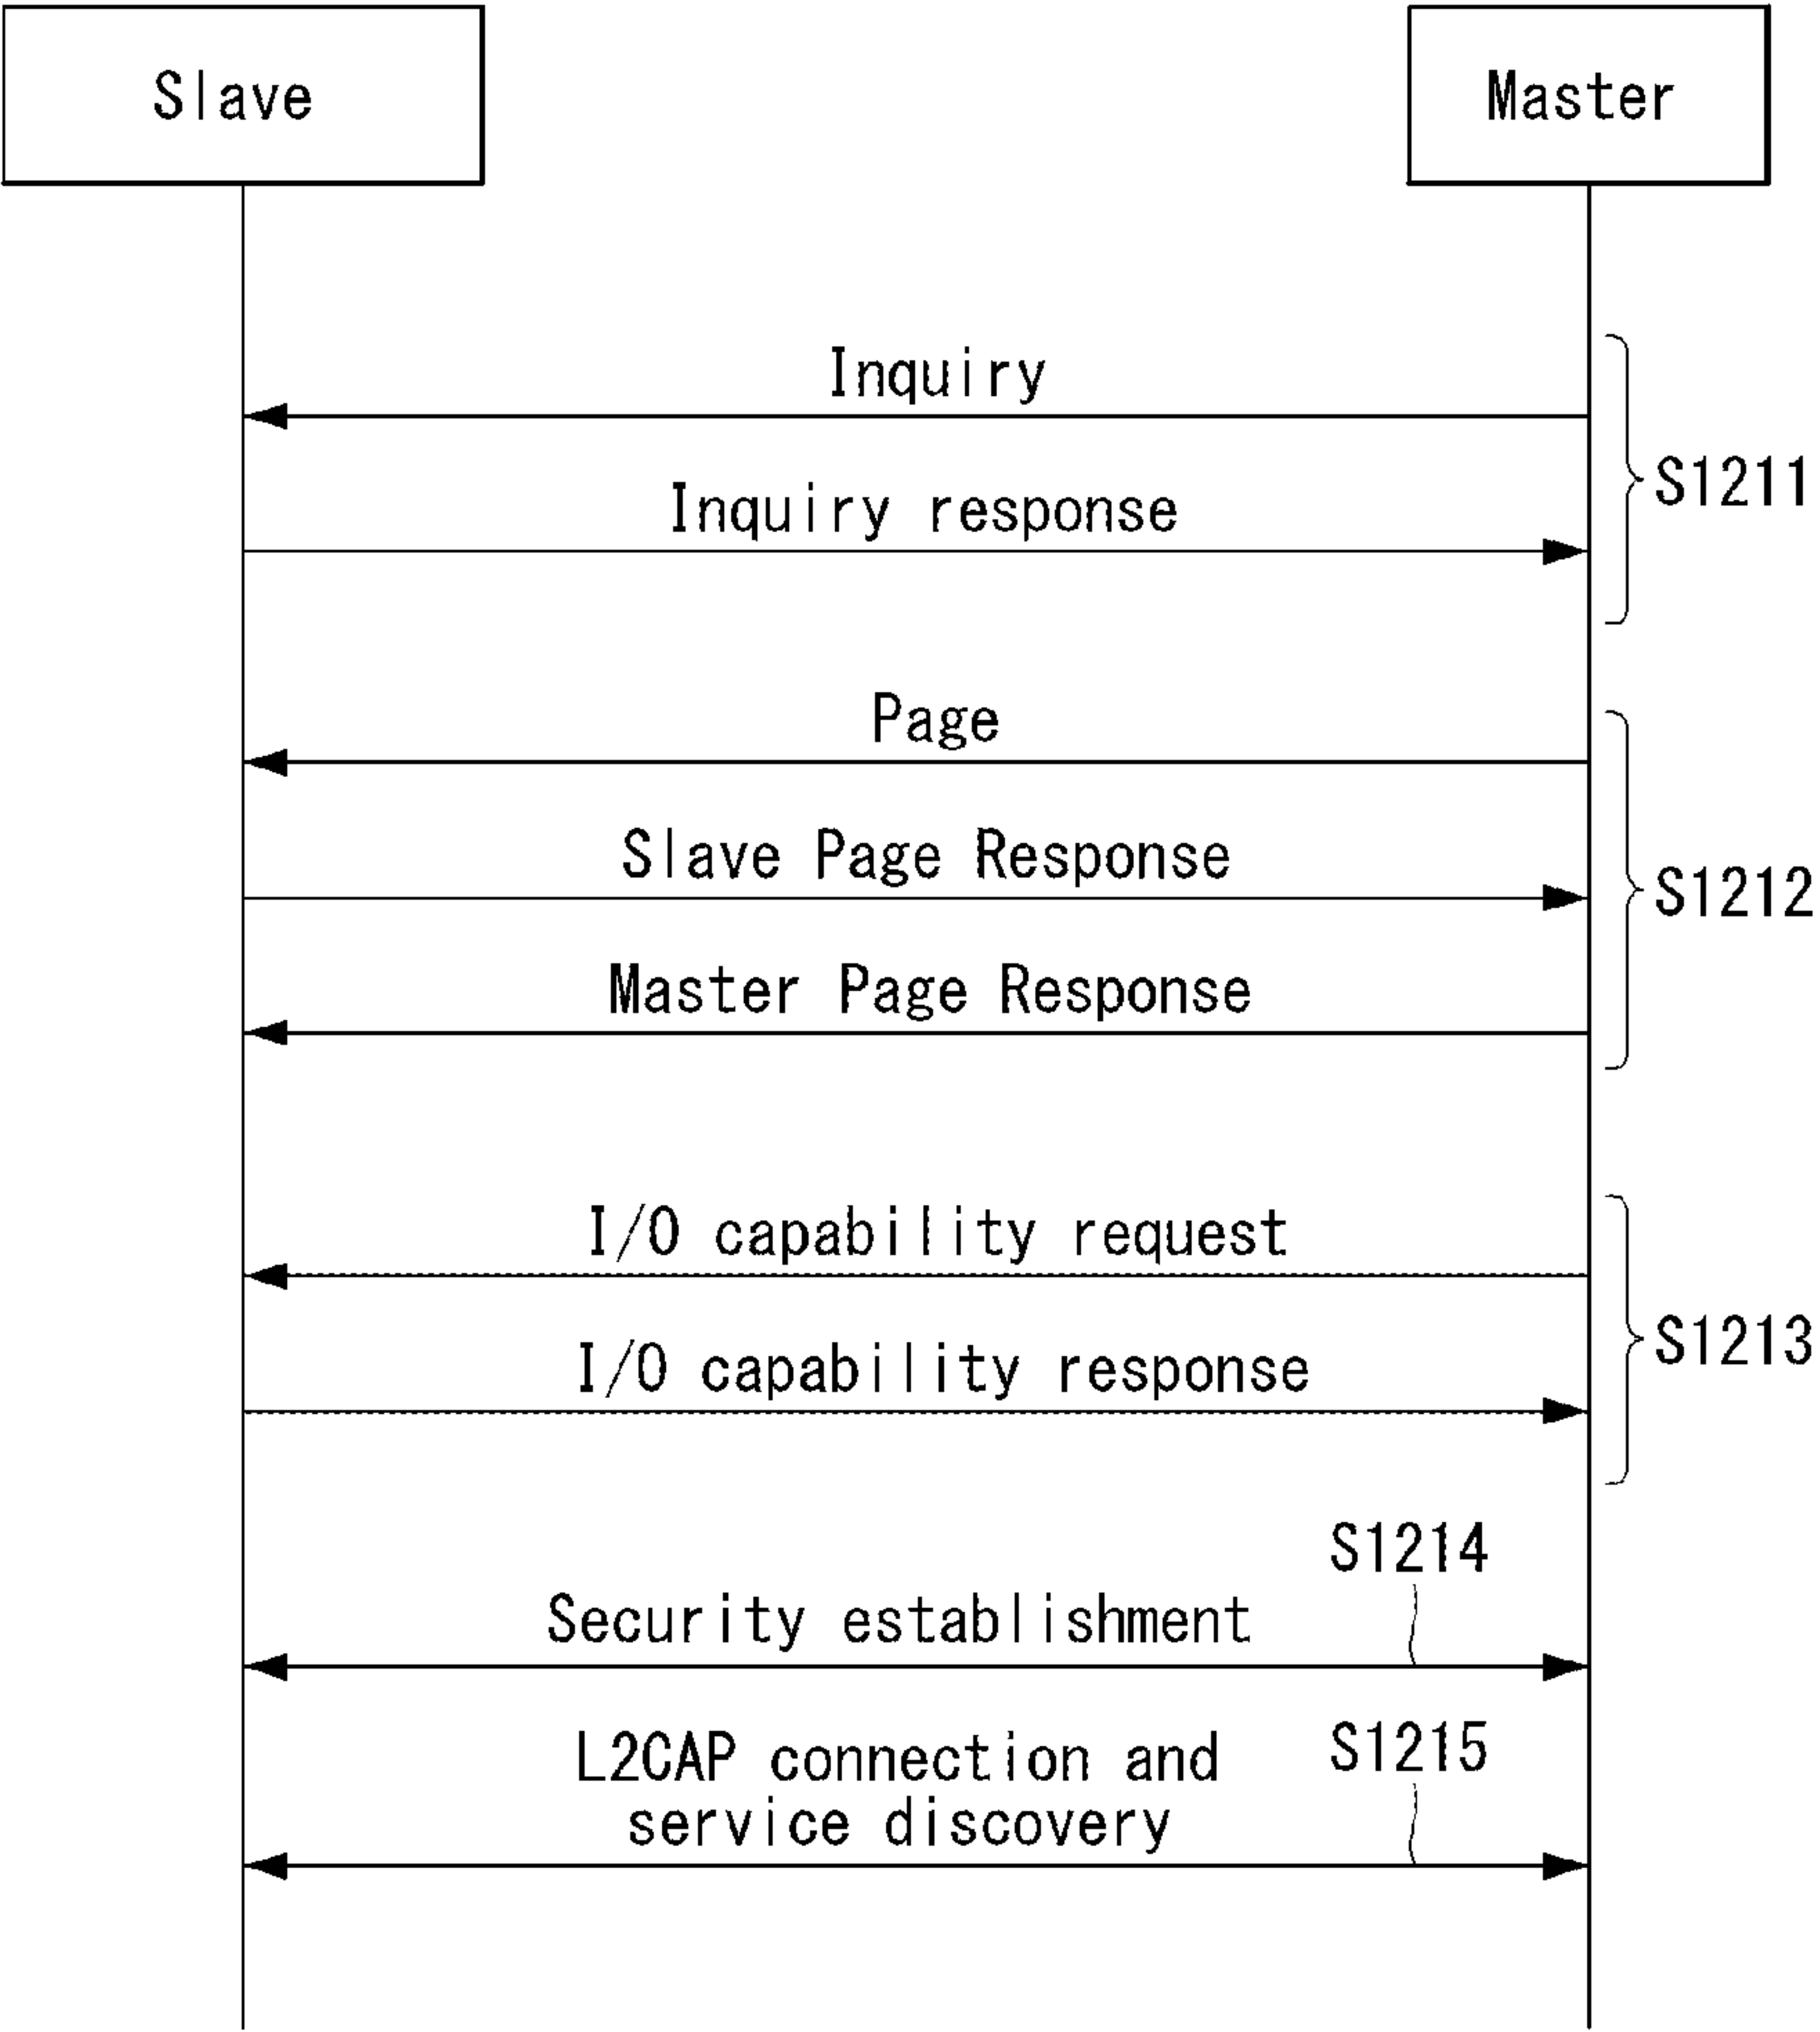 Slave
Master
Inquiry
Inquiry response
S1211
Page
Slave Page Response
S1212
Master Page Response
I/O capability request
S1213
I/O capability response
S1214
Security establishment
S1215
L2CAP connection and
service discovery